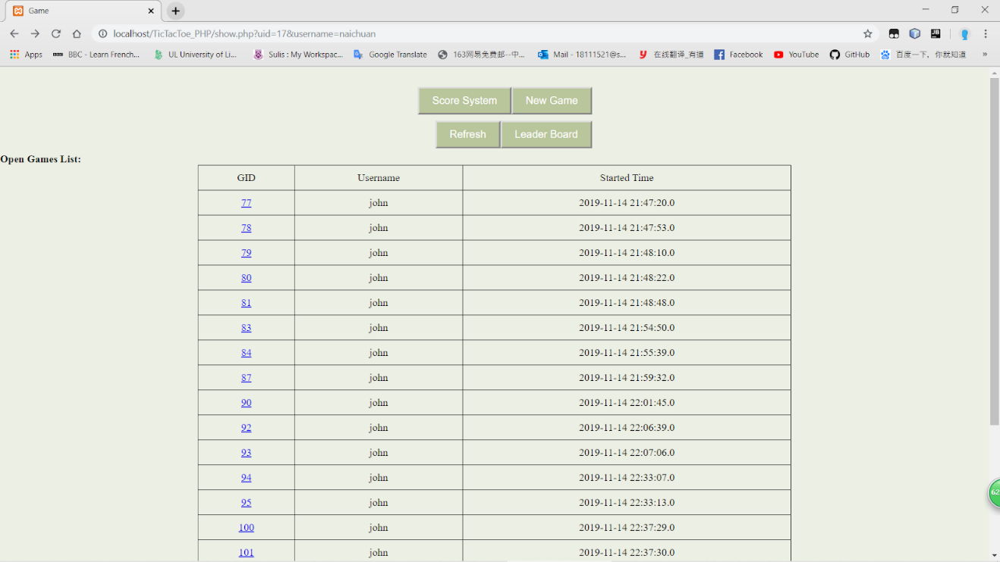 Game
localhost/TicTacToe_PHP/show.php?uid=17&username=naichuan
Apps BBC - Learn French... UL University of Li... Sulis : My Workspac... Google Translate 163网易免费邮--中... Mail - 18111521@s... 在线翻译_有道 Facebook YouTube GitHub 百度一下，你就知道 »
Score System New Game
Refresh Leader Board
Open Games List:
GID Username Started Time
77 john 2019-11-14 21:47:20.0
78 john 2019-11-14 21:47:53.0
79 john 2019-11-14 21:48:10.0
80 john 2019-11-14 21:48:22.0
81 john 2019-11-14 21:48:48.0
83 john 2019-11-14 21:54:50.0
84 john 2019-11-14 21:55:39.0
87 john 2019-11-14 21:59:32.0
90 john 2019-11-14 22:01:45.0
92 john 2019-11-14 22:06:39.0
93 john 2019-11-14 22:07:06.0
94 john 2019-11-14 22:33:07.0
95 john 2019-11-14 22:33:13.0
62
100 john 2019-11-14 22:37:29.0
101 john 2019-11-14 22:37:30.0